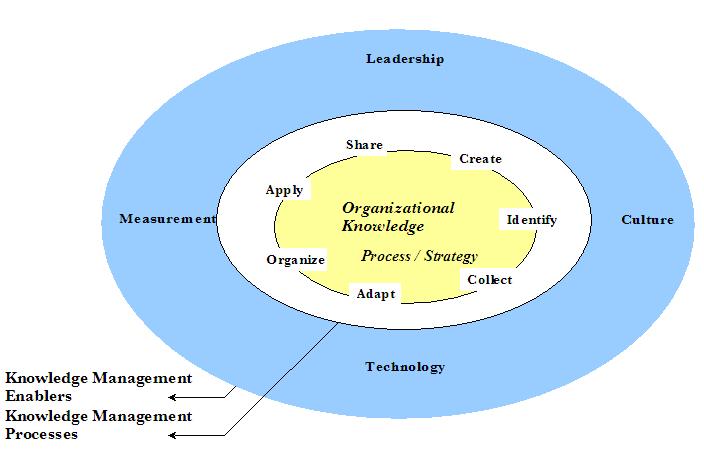 Leadership
Share
Create
Apply
Organizational
Knowledge
Measurement
Identify
Culture
Process / Strategy
Organize
Collect
Adapt
Technology
Knowledge Management
Enablers
Knowledge Management
Processes